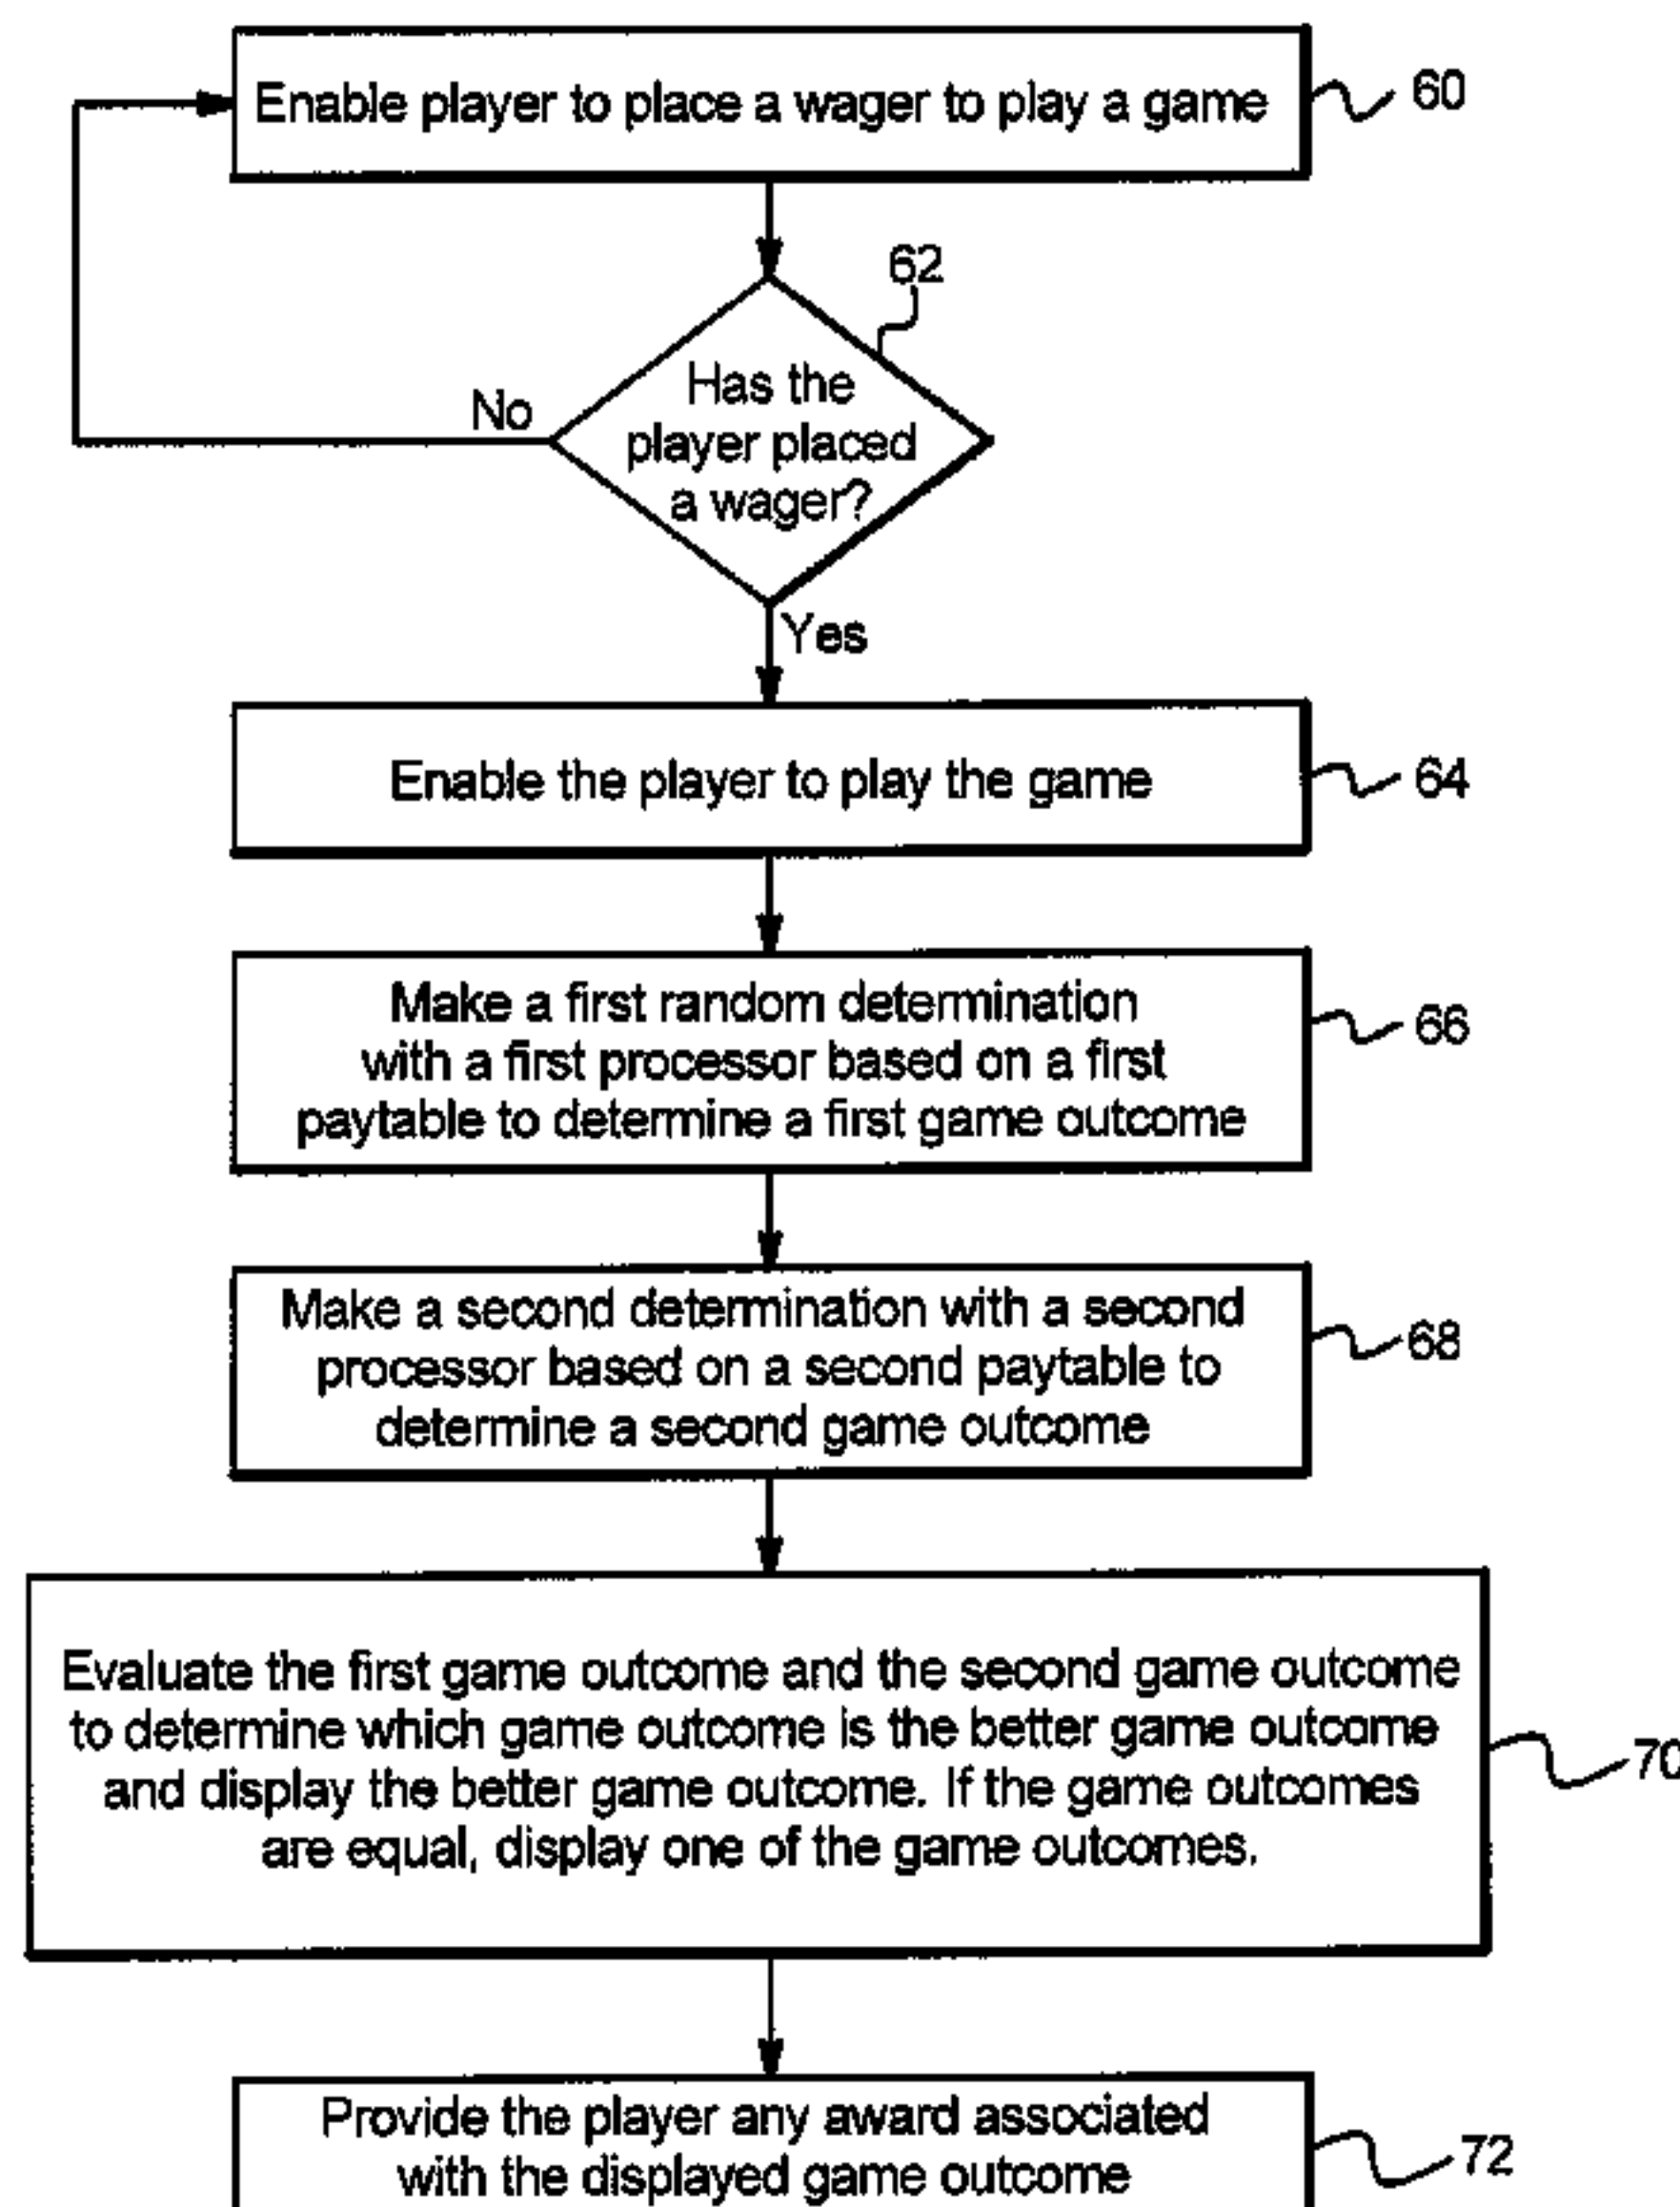 Enable player to place a wager to play a game
60
62
Has the
player placed
a wager?
No
Yes
Enable the player to play the game
64
Make a first random determination
with a first processor based on a first
paytable to determine a first game outcome
66
Make a second determination with a second
processor based on a second paytable to
determine a second game outcome
68
Evaluate the first game outcome and the second game outcome
to determine which game outcome is the better game outcome
and display the better game outcome. If the game outcomes
are equal, display one of the game outcomes.
70
Provide the player any award associated
with the displayed game outcome
72